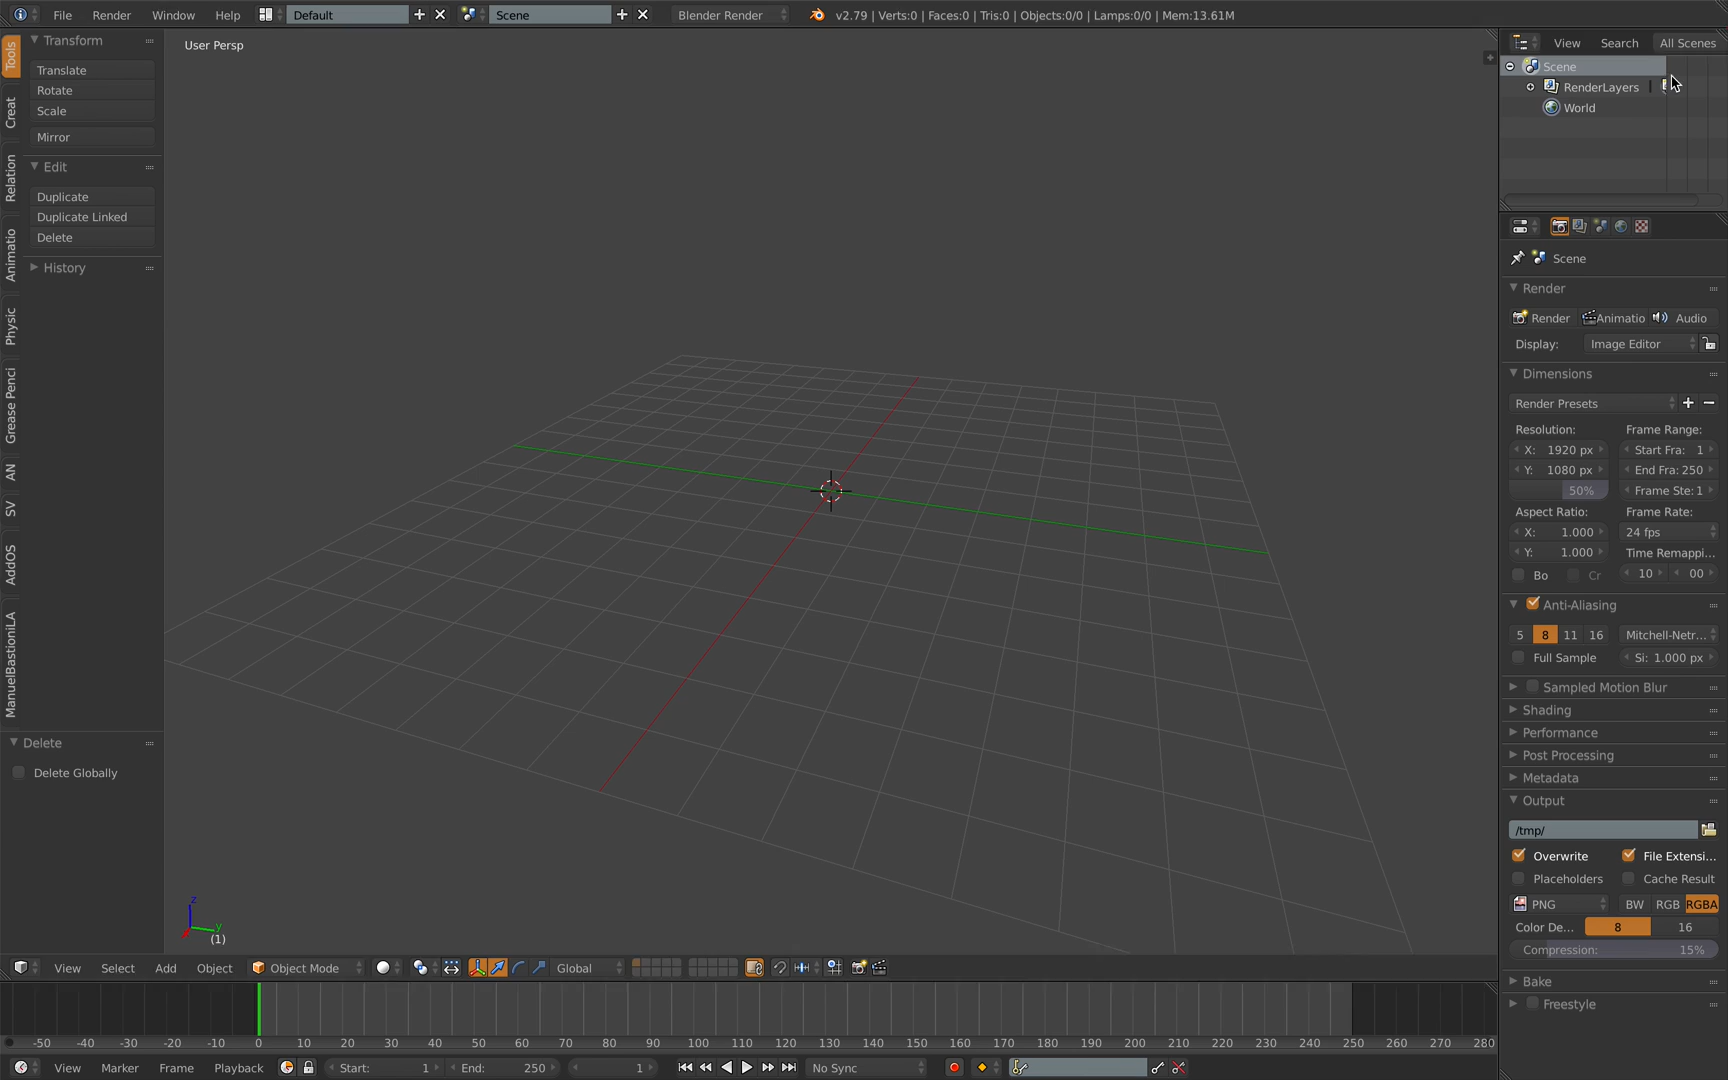 File Render Window Help Default Scene Blender Render v2.79 | Verts:0 | Faces:0 | Tris:0 | Objects:0/0 | Lamps:0/0 | Mem:13.61M
Tools
Creat
Relation
Animatio
Physic
Grease Penci
AN
SV
AddOS
ManuelBastioniLA
Transform
Translate
Rotate
Scale
Mirror
Edit
Duplicate
Duplicate Linked
Delete
History
Delete
Delete Globally
User Persp
z
y
(1)
View Select Add Object Object Mode Global
-50 -40 -30 -20 -10 0 10 20 30 40 50 60 70 80 90 100 110 120 130 140 150 160 170 180 190 200 210 220 230 240 250 260 270 280
View Marker Frame Playback Start: 1 End: 250 1 No Sync
View Search All Scenes
Scene
RenderLayers |
World
Scene
Render
Render Animatio Audio
Display: Image Editor
Dimensions
Render Presets
Resolution: Frame Range:
X: 1920 px Start Fra: 1
Y: 1080 px End Fra: 250
50% Frame Ste: 1
Aspect Ratio: Frame Rate:
X: 1.000 24 fps
Y: 1.000 Time Remappi...
Bo Cr 10 00
Anti-Aliasing
5 8 11 16 Mitchell-Netr...
Full Sample Si: 1.000 px
Sampled Motion Blur
Shading
Performance
Post Processing
Metadata
Output
/tmp/
Overwrite File Extensi...
Placeholders Cache Result
PNG BW RGB RGBA
Color De... 8 16
Compression: 15%
Bake
Freestyle